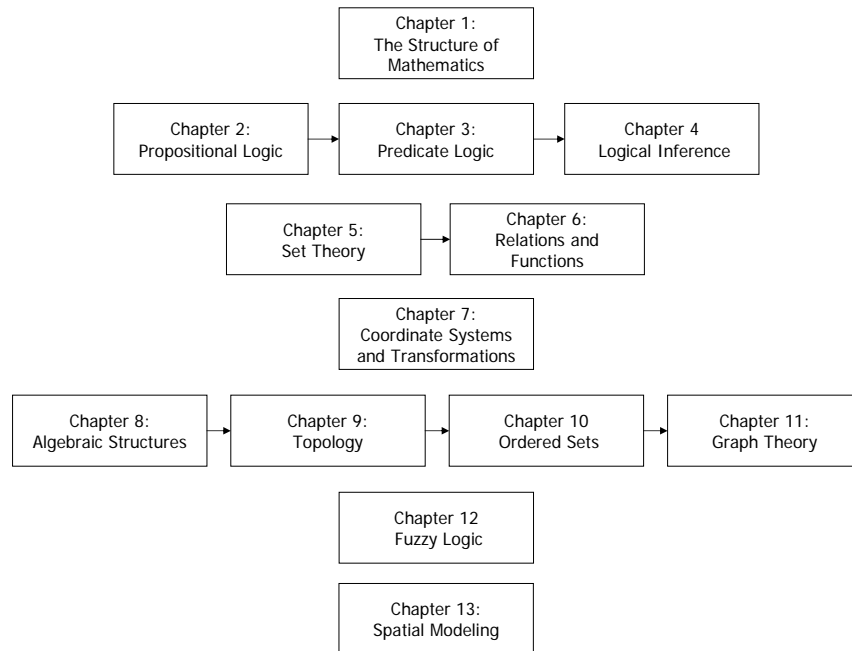 Chapter 1:
The Structure of
Mathematics
Chapter 2:
Propositional Logic
Chapter 3:
Predicate Logic
Chapter 4
Logical Inference
Chapter 5:
Set Theory
Chapter 6:
Relations and
Functions
Chapter 7:
Coordinate Systems
and Transformations
Chapter 8:
Algebraic Structures
Chapter 9:
Topology
Chapter 10
Ordered Sets
Chapter 11:
Graph Theory
Chapter 12
Fuzzy Logic
Chapter 13:
Spatial Modeling